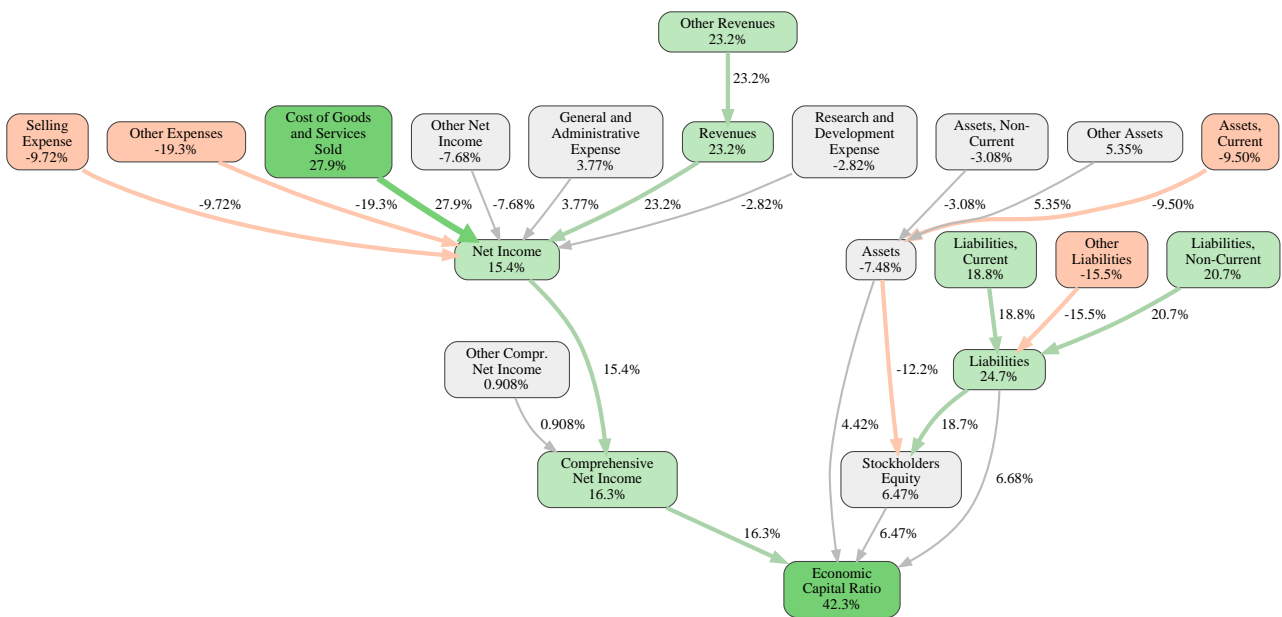 Other Revenues
23.2%
23.2%
Selling
Expense
-9.72%
Other Expenses
-19.3%
Cost of Goods
and Services
Sold
27.9%
Other Net
Income
-7.68%
General and
Administrative
Expense
3.77%
Revenues
23.2%
Research and
Development
Expense
-2.82%
Assets, Non-
Current
-3.08%
Other Assets
5.35%
Assets,
Current
-9.50%
-9.72%
-19.3%
27.9%
-7.68%
3.77%
23.2%
-2.82%
-3.08%
5.35%
-9.50%
Net Income
15.4%
Assets
-7.48%
Liabilities,
Current
18.8%
Other
Liabilities
-15.5%
Liabilities,
Non-Current
20.7%
18.8%
-15.5%
20.7%
Other Compr.
Net Income
0.908%
15.4%
-12.2%
Liabilities
24.7%
0.908%
4.42%
18.7%
Comprehensive
Net Income
16.3%
Stockholders
Equity
6.47%
6.68%
16.3%
6.47%
Economic
Capital Ratio
42.3%